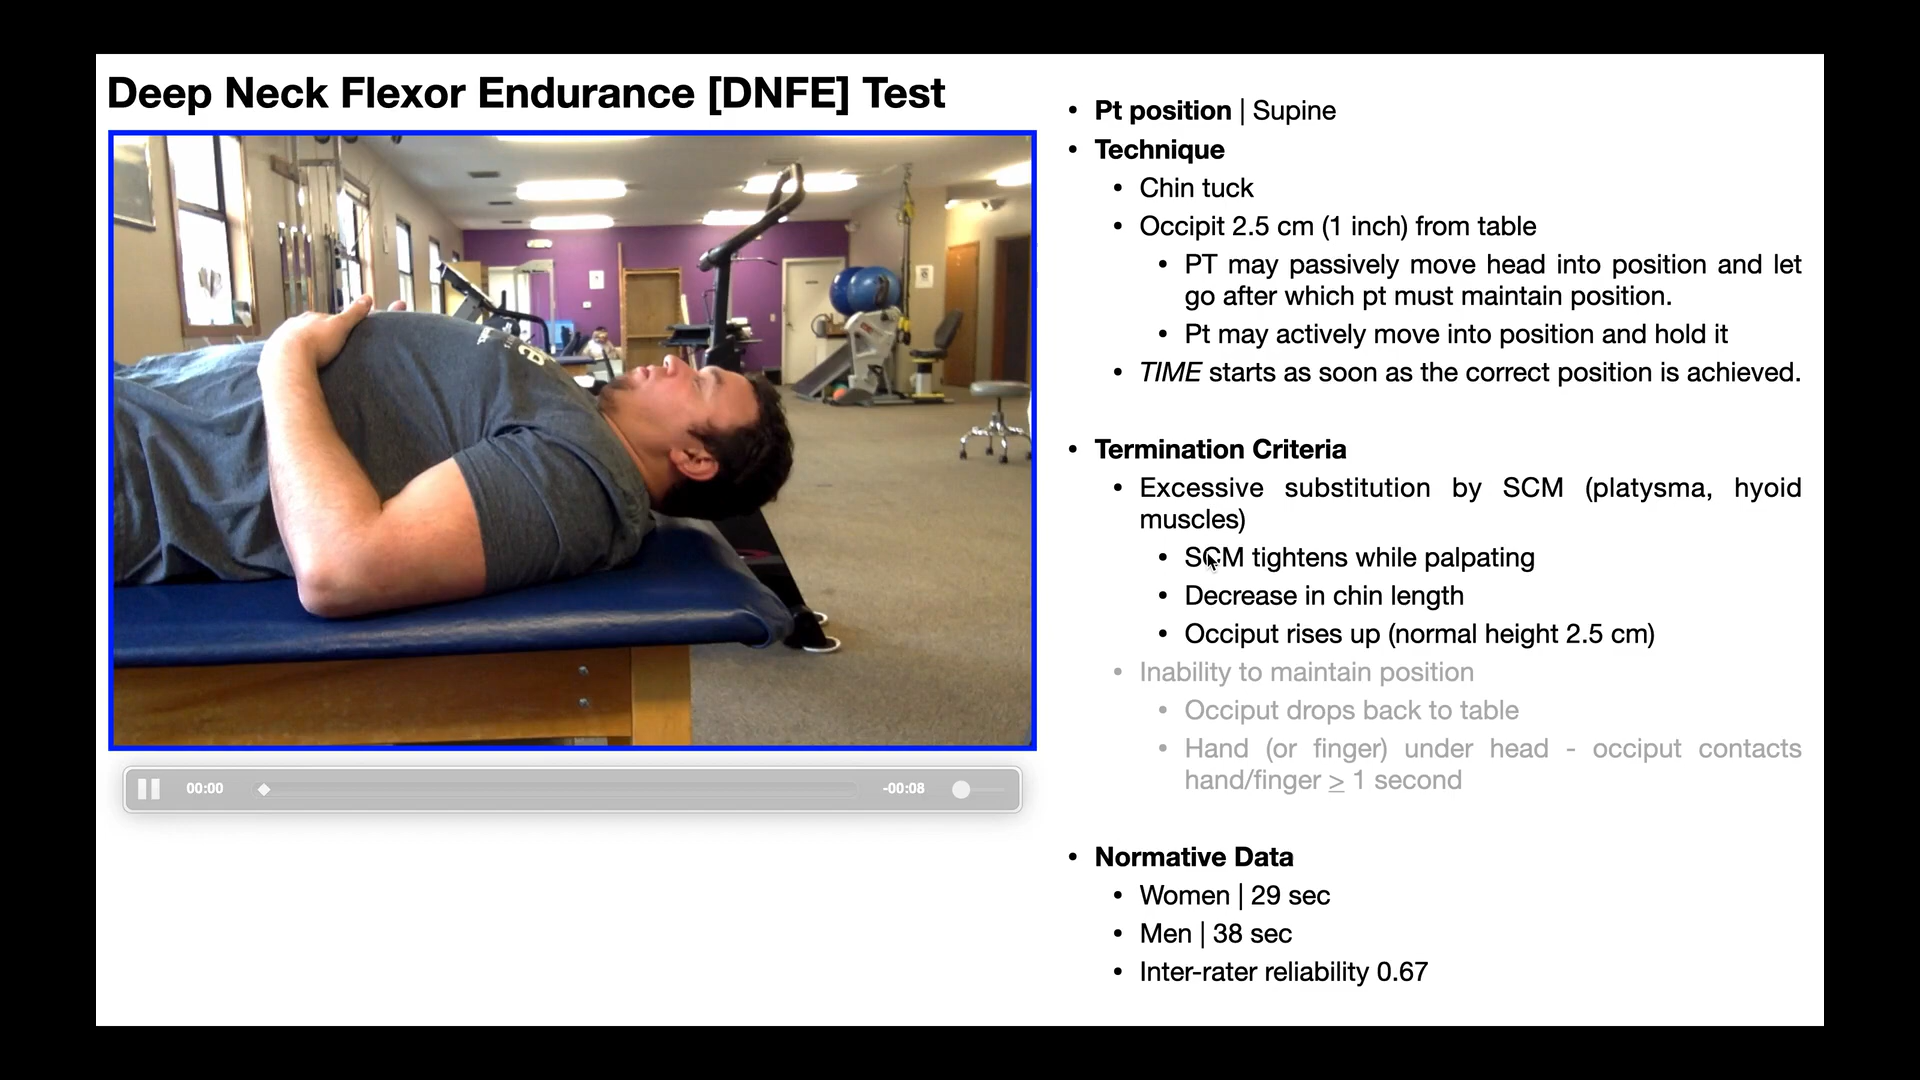 Deep Neck Flexor Endurance [DNFE] Test
• Pt position | Supine
• Technique
• Chin tuck
• Occipit 2.5 cm (1 inch) from table
• PT may passively move head into position and let
go after which pt must maintain position.
• Pt may actively move into position and hold it
• TIME starts as soon as the correct position is achieved.
• Termination Criteria
• Excessive substitution by SCM (platysma, hyoid
muscles)
• SCM tightens while palpating
• Decrease in chin length
• Occiput rises up (normal height 2.5 cm)
• Inability to maintain position
• Occiput drops back to table
• Hand (or finger) under head - occiput contacts
hand/finger ≥ 1 second
• Normative Data
• Women | 29 sec
• Men | 38 sec
• Inter-rater reliability 0.67
00:00
-00:08